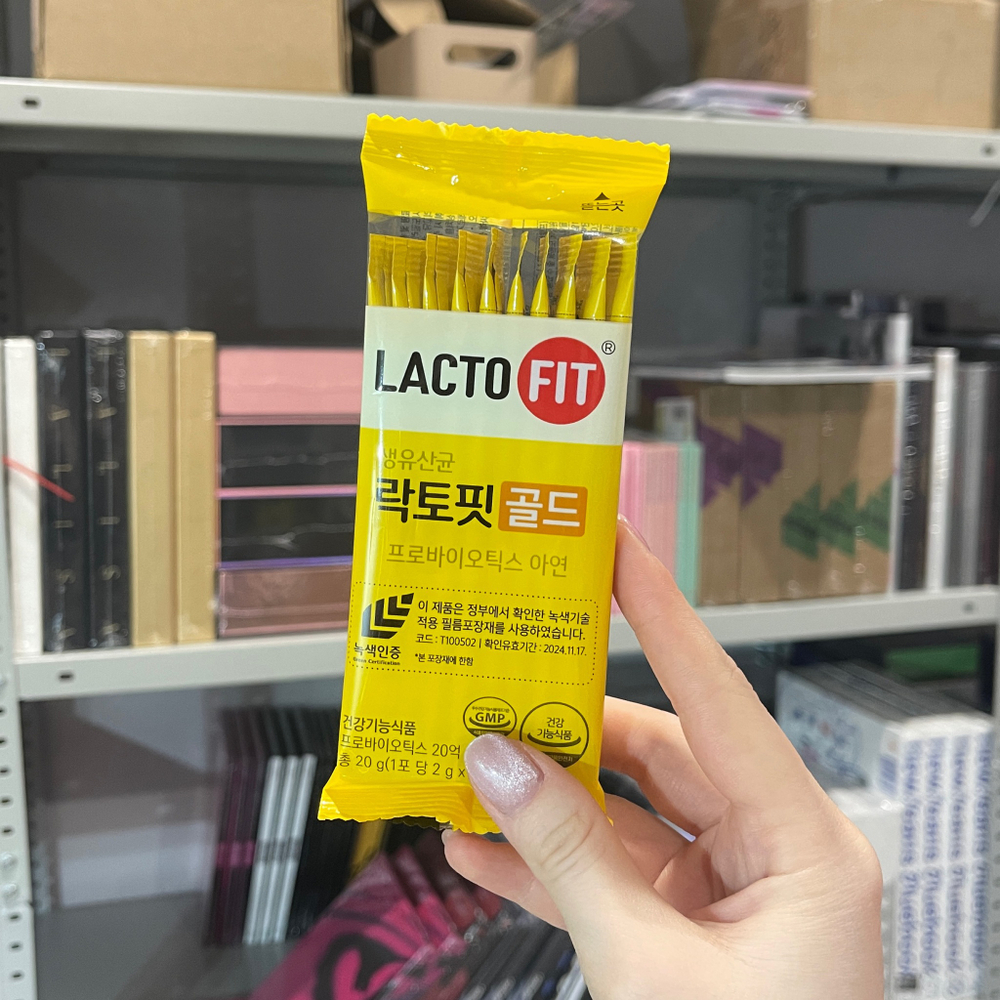 뜯는곳
LACTO FIT ®
생유산균
락토핏 골드
프로바이오틱스 아연
이 제품은 정부에서 확인한 녹색기술
적용 필름포장재를 사용하였습니다.
코드 : T100502 | 확인유효기간 : 2024.11.17.
*본 포장재에 한함
녹색인증
Green Certification
GMP
건강
기능식품
건강기능식품
프로바이오틱스 20억
총 20 g(1포 당 2 g x